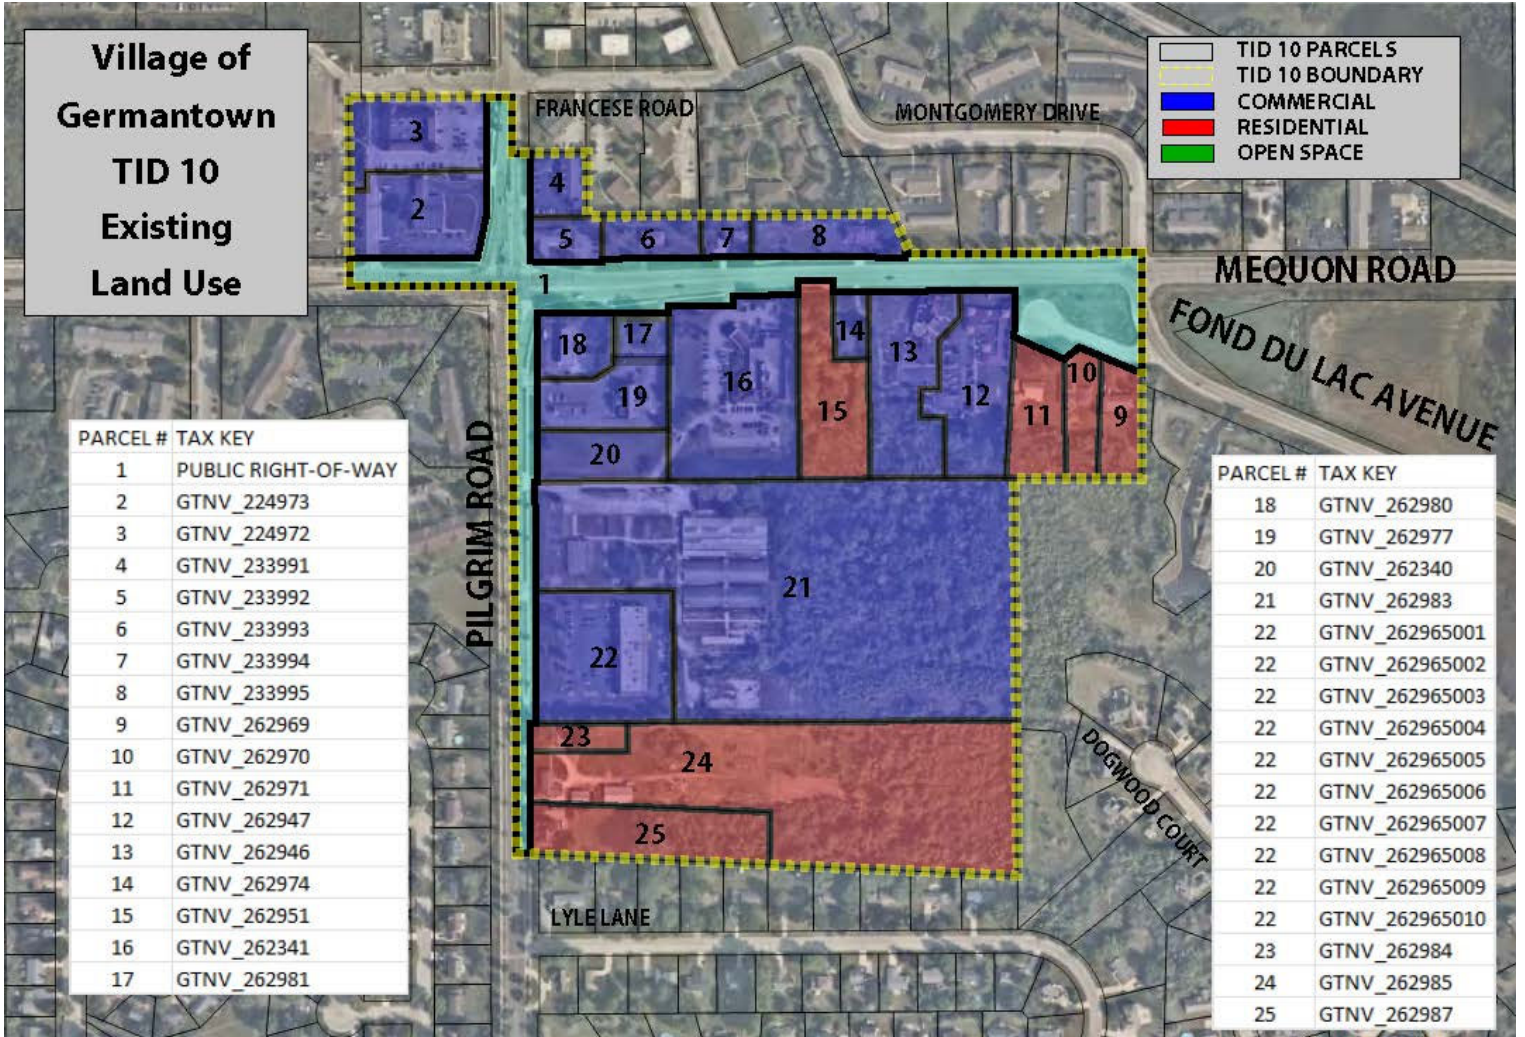 Village of
Germantown
TID 10
Existing
Land Use
TID 10 PARCELS
TID 10 BOUNDARY
COMMERCIAL
RESIDENTIAL
OPEN SPACE
FRANCESE ROAD
MONTGOMERY DRIVE
3
2
4
5
6
7
8
1
MEQUON ROAD
FOND DU LAC AVENUE
18
17
19
20
16
15
14
13
12
11
10
9
PILGRIM ROAD
21
22
23
24
25
DOGWOOD COURT
LYLE LANE
PARCEL # TAX KEY
1 PUBLIC RIGHT-OF-WAY
2 GTNV_224973
3 GTNV_224972
4 GTNV_233991
5 GTNV_233992
6 GTNV_233993
7 GTNV_233994
8 GTNV_233995
9 GTNV_262969
10 GTNV_262970
11 GTNV_262971
12 GTNV_262947
13 GTNV_262946
14 GTNV_262974
15 GTNV_262951
16 GTNV_262341
17 GTNV_262981
PARCEL # TAX KEY
18 GTNV_262980
19 GTNV_262977
20 GTNV_262340
21 GTNV_262983
22 GTNV_262965001
22 GTNV_262965002
22 GTNV_262965003
22 GTNV_262965004
22 GTNV_262965005
22 GTNV_262965006
22 GTNV_262965007
22 GTNV_262965008
22 GTNV_262965009
22 GTNV_262965010
23 GTNV_262984
24 GTNV_262985
25 GTNV_262987